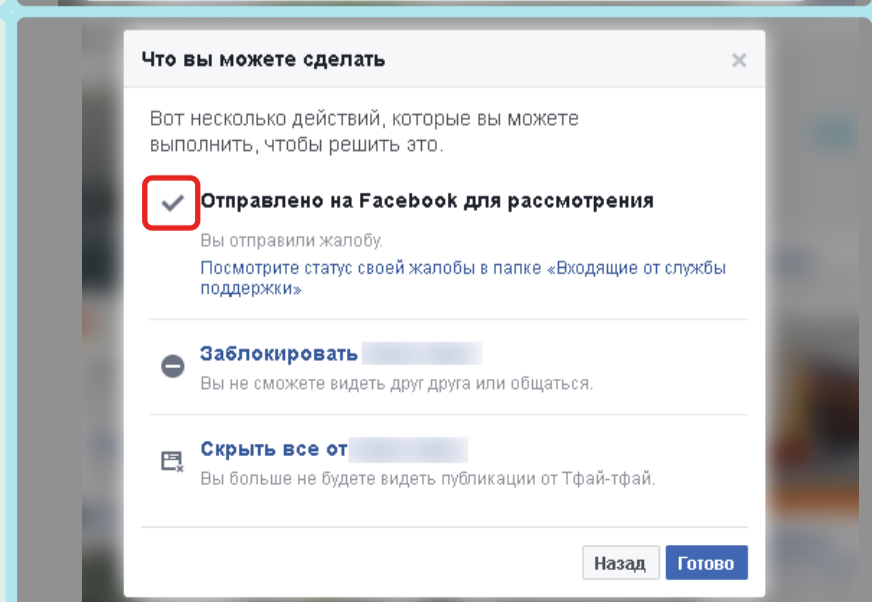 Что вы можете сделать
Вот несколько действий, которые вы можете
выполнить, чтобы решить это.
Отправлено на Facebook для рассмотрения
Вы отправили жалобу.
Посмотрите статус своей жалобы в папке «Входящие от службы
поддержки»
Заблокировать
Вы не сможете видеть друг друга или общаться.
Скрыть все от
Вы больше не будете видеть публикации от Тфай-тфай.
Назад
Готово